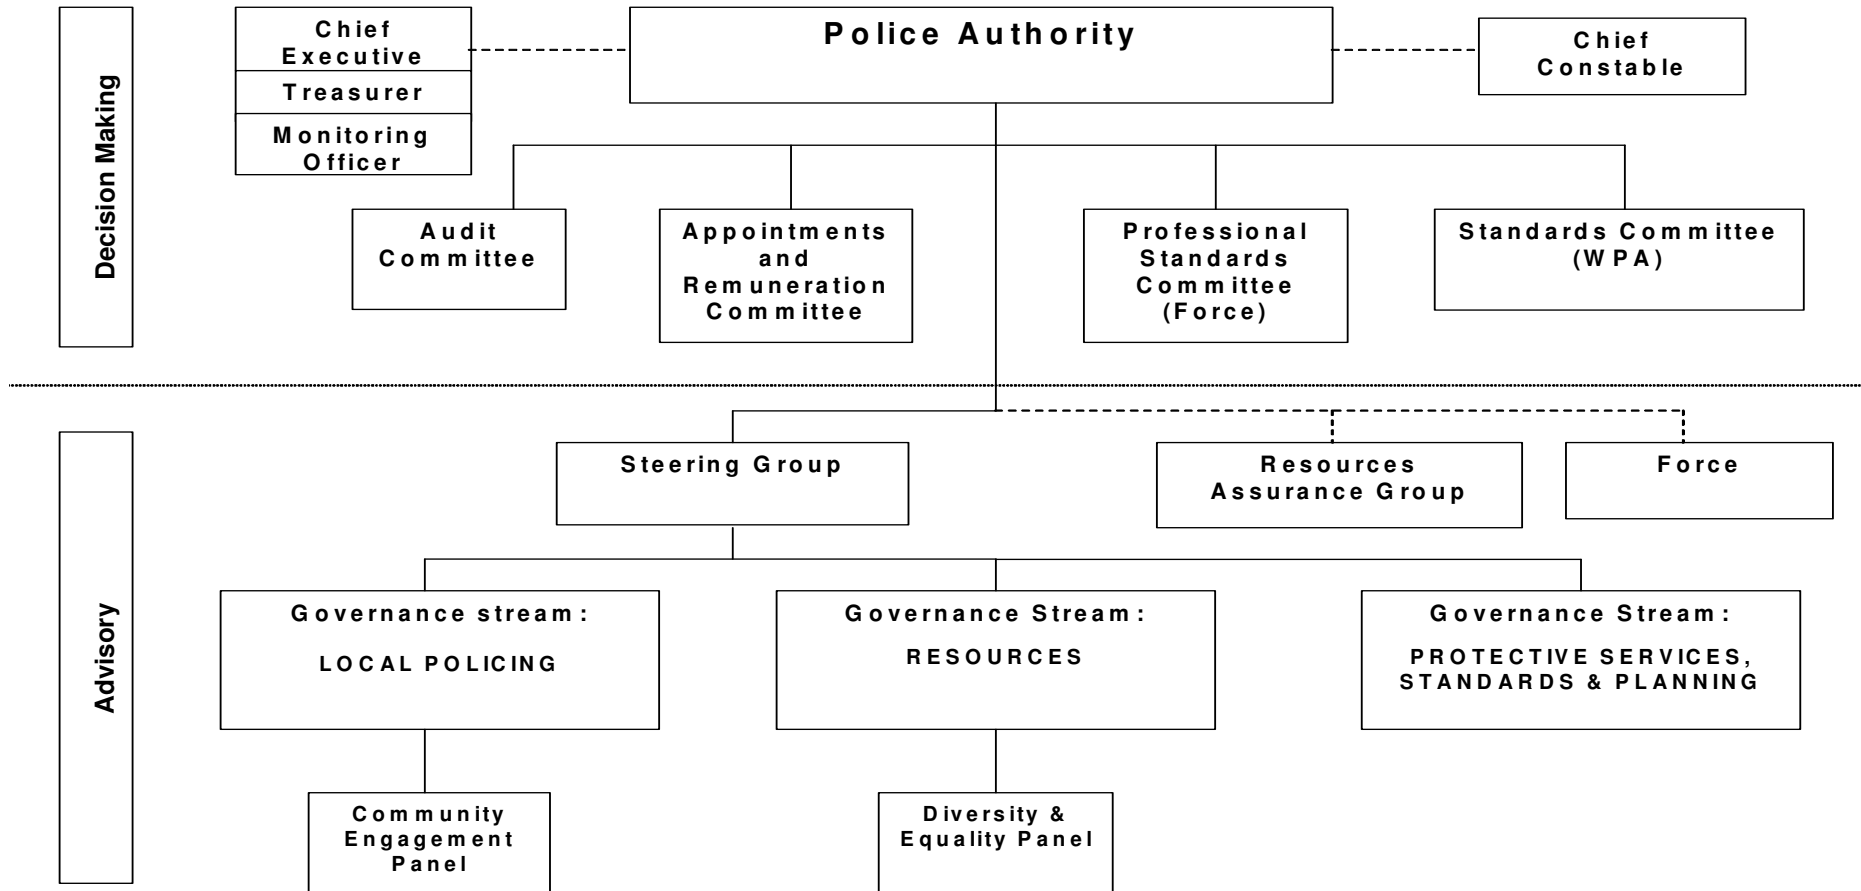 Decision Making
Chief
Executive
Treasurer
Monitoring
Officer
Police Authority
Chief
Constable
Audit
Committee
Appointments
and
Remuneration
Committee
Professional
Standards
Committee
(Force)
Standards Committee
(WPA)
Advisory
Steering Group
Resources
Assurance Group
Force
Governance stream:
LOCAL POLICING
Governance Stream:
RESOURCES
Governance Stream:
PROTECTIVE SERVICES,
STANDARDS & PLANNING
Community
Engagement
Panel
Diversity &
Equality Panel